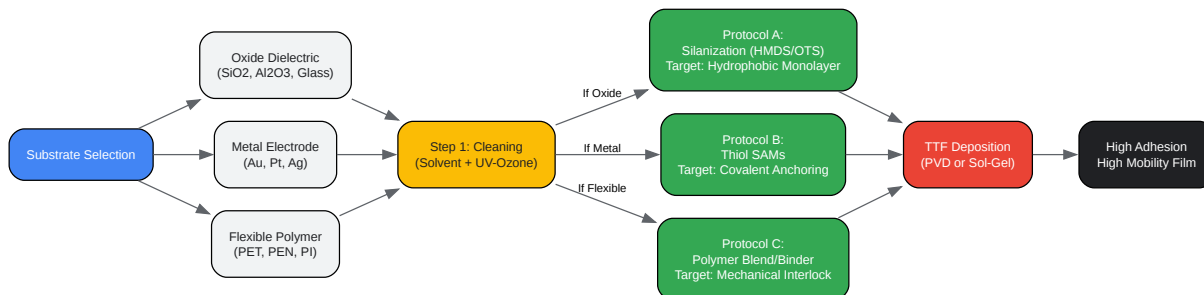 Substrate Selection
Oxide Dielectric
(SiO2, Al2O3, Glass)
Metal Electrode
(Au, Pt, Ag)
Flexible Polymer
(PET, PEN, PI)
Step 1: Cleaning
(Solvent + UV-Ozone)
If Oxide
If Metal
If Flexible
Protocol A:
Silanization (HMDS/OTS)
Target: Hydrophobic Monolayer
Protocol B:
Thiol SAMs
Target: Covalent Anchoring
Protocol C:
Polymer Blend/Binder
Target: Mechanical Interlock
TTF Deposition
(PVD or Sol-Gel)
High Adhesion
High Mobility Film